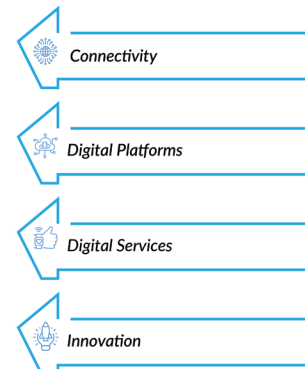 Connectivity
Digital Platforms
Digital Services
Innovation